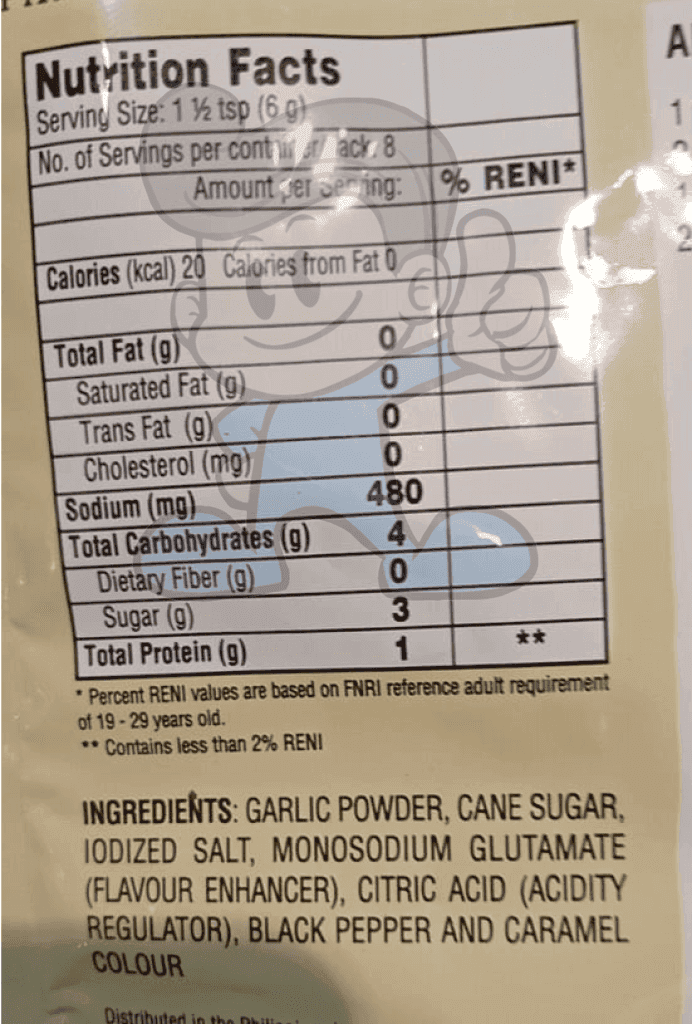 Nutrition Facts
Serving Size: 1 ½ tsp (6 g)
No. of Servings per 8
Amount per Serving: % RENI*
Calories (kcal) 20 Calories from Fat 0
Total Fat (g) 0
Saturated Fat (g) 0
Trans Fat (g) 0
Cholesterol (mg) 0
Sodium (mg) 480
Total Carbohydrates (g) 4
Dietary Fiber (g) 0
Sugar (g) 3
Total Protein (g) 1 **
* Percent RENI values are based on FNRI reference adult requirement
of 19 - 29 years old.
** Contains less than 2% RENI
INGREDIENTS: GARLIC POWDER, CANE SUGAR,
IODIZED SALT, MONOSODIUM GLUTAMATE
(FLAVOUR ENHANCER), CITRIC ACID (ACIDITY
REGULATOR), BLACK PEPPER AND CARAMEL
COLOUR
Distributed in the